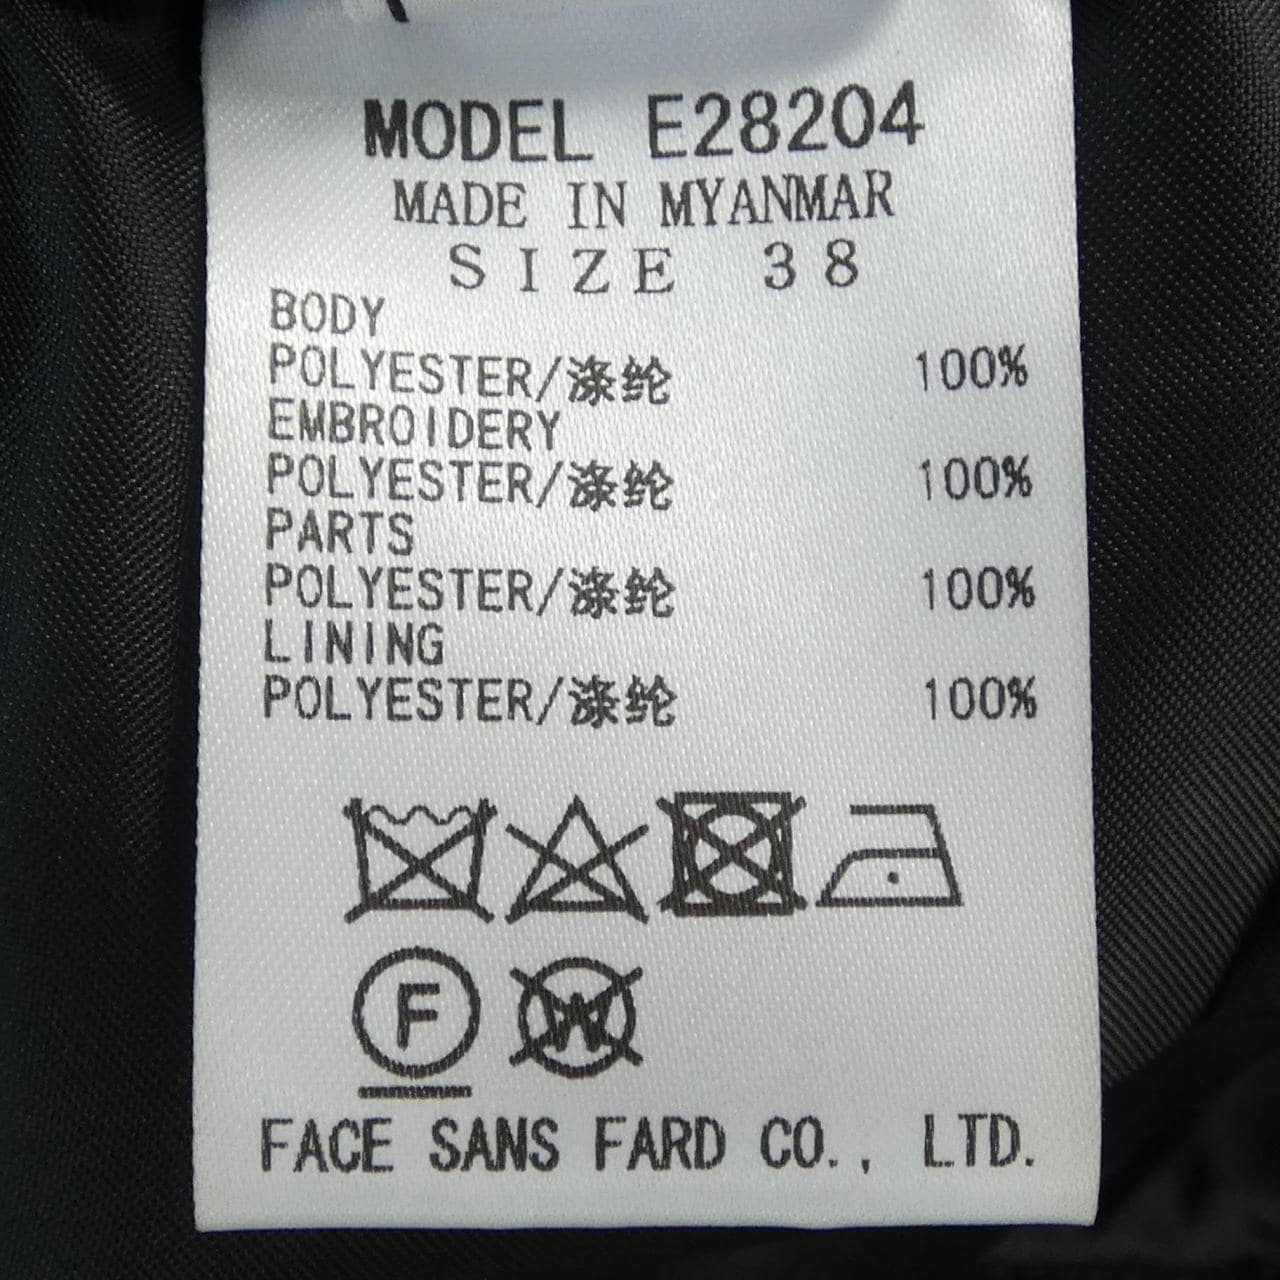 MODEL E28204
MADE IN MYANMAR
SIZE 38
BODY
POLYESTER/涤纶 100%
EMBROIDERY
POLYESTER/涤纶 100%
PARTS
POLYESTER/涤纶 100%
LINING
POLYESTER/涤纶 100%
F W
FACE SANS FARD CO., LTD.